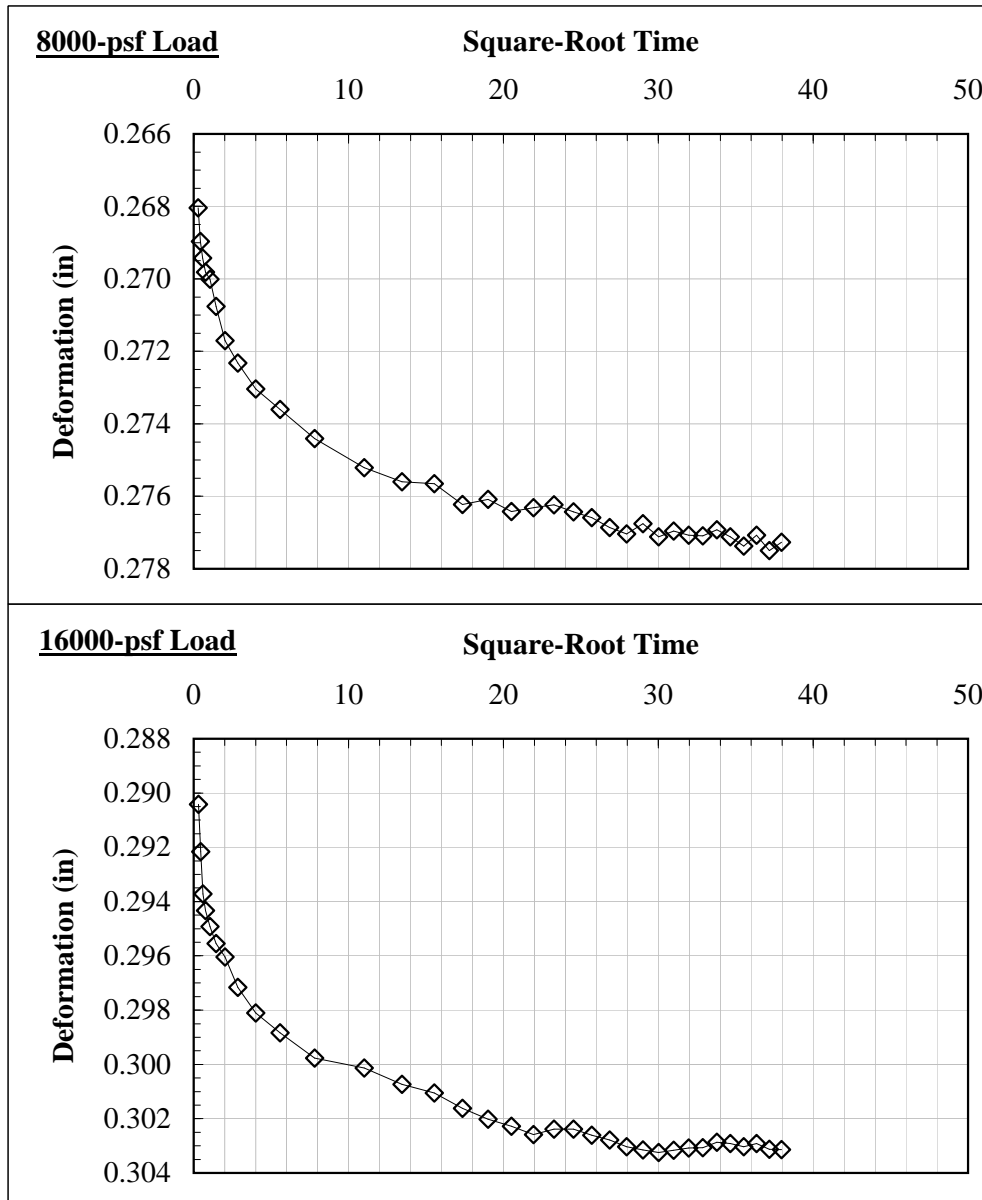 8000-psf Load Square-Root Time
0 10 20 30 40 50
0.266
0.268
0.270
0.272
0.274
0.276
0.278
Deformation (in)
16000-psf Load Square-Root Time
0 10 20 30 40 50
0.288
0.290
0.292
0.294
0.296
0.298
0.300
0.302
0.304
Deformation (in)